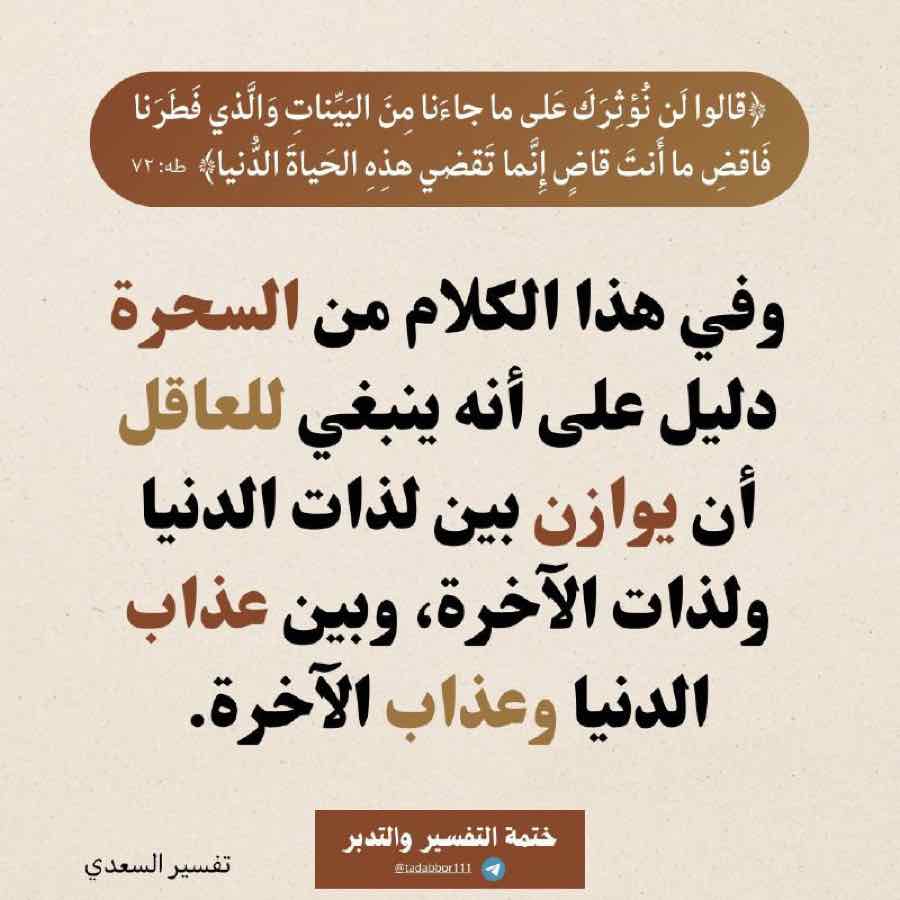 ﴿قالوا لَن نُؤثِرَكَ عَلى ما جاءَنا مِنَ البَيِّناتِ وَالَّذي فَطَرَنا
فَاقضِ ما أَنتَ قاضٍ إِنَّما تَقضي هذِهِ الحَياةَ الدُّنيا﴾ طه: ٧٢
وفي هذا الكلام من السحرة
دليل على أنه ينبغي للعاقل
أن يوازن بين لذات الدنيا
ولذات الآخرة، وبين عذاب
الدنيا وعذاب الآخرة.
ختمة التفسير والتدبر
@tadabbor111
تفسير السعدي